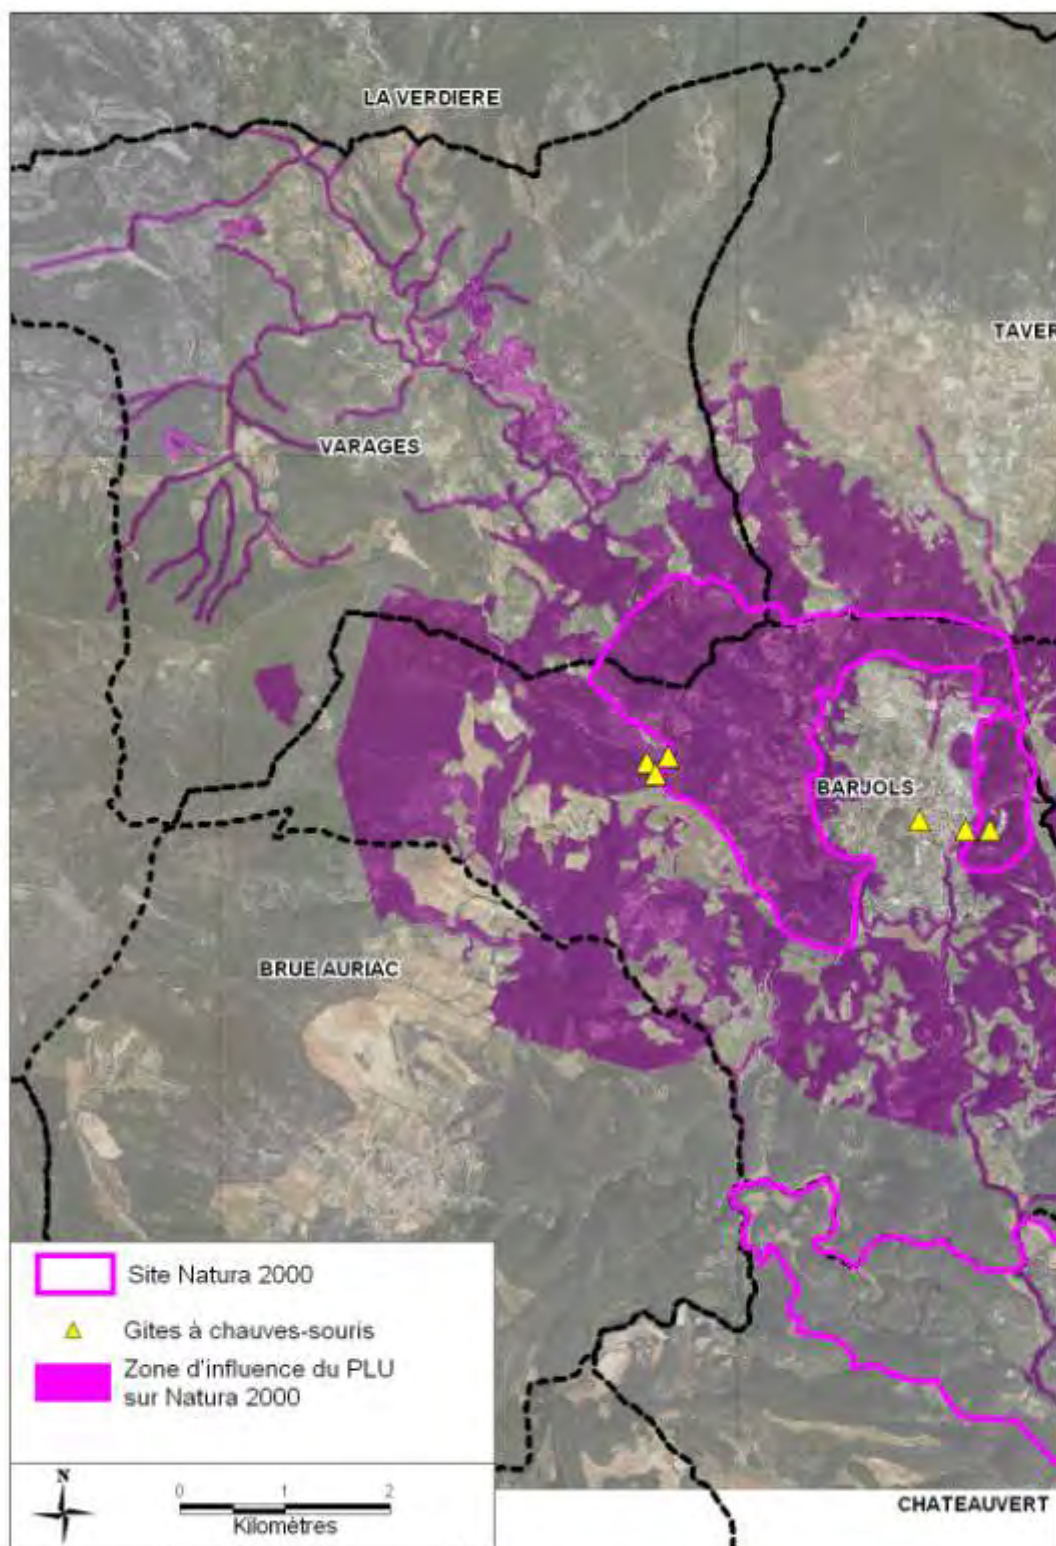 LA VERDIERE
TAVER
VARAGES
BARJOLS
BRUE AURIAC
Site Natura 2000
Gîtes à chauves-souris
Zone d'influence du PLU
sur Natura 2000
N
0 1 2
Kilomètres
CHATEAUVERT